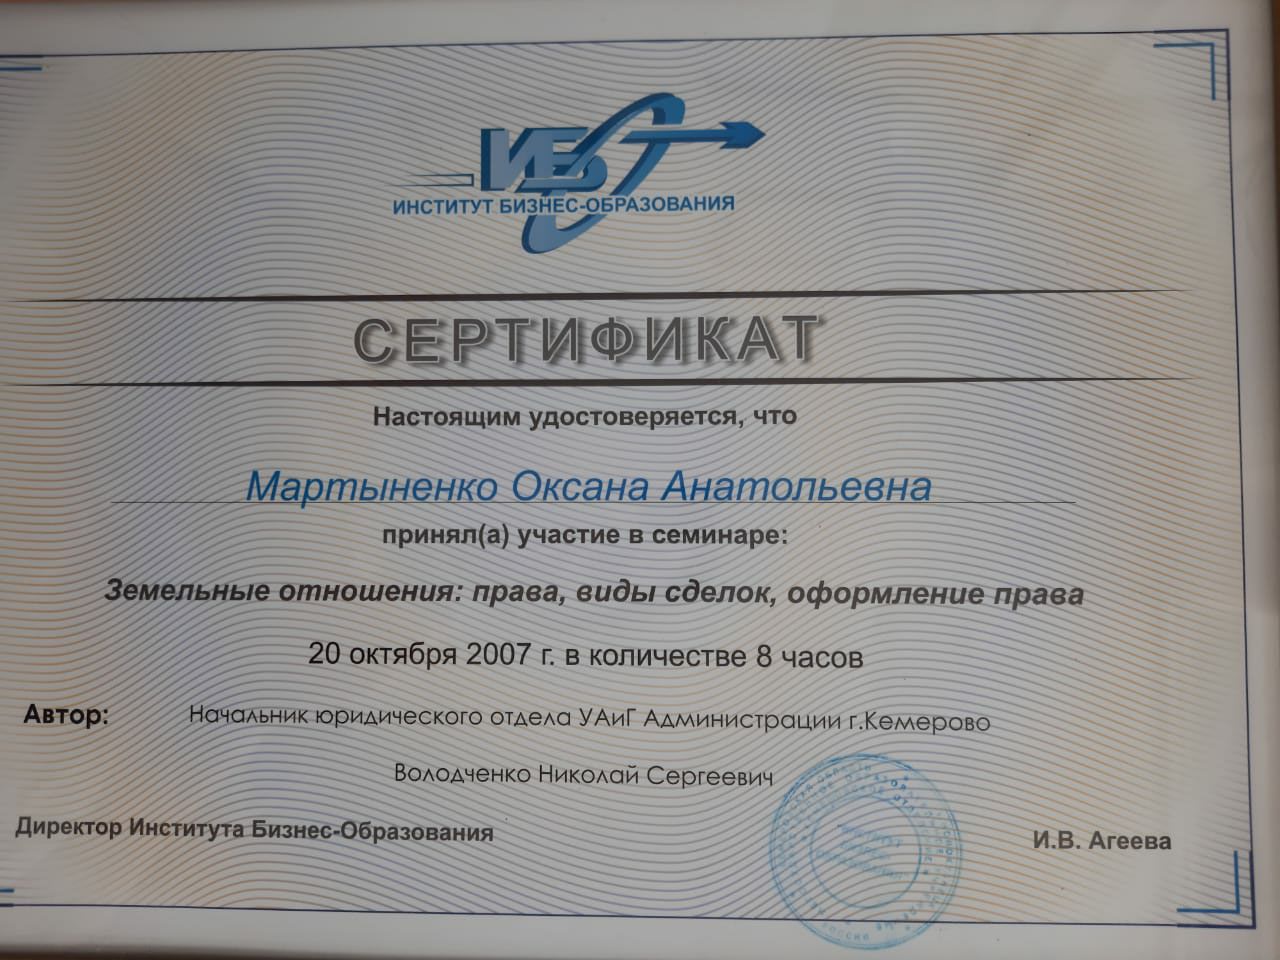 ИБО
ИНСТИТУТ БИЗНЕС-ОБРАЗОВАНИЯ
СЕРТИФИКАТ
Настоящим удостоверяется, что
Мартыненко Оксана Анатольевна
принял(а) участие в семинаре:
Земельные отношения: права, виды сделок, оформление права
20 октября 2007 г. в количестве 8 часов
Автор: Начальник юридического отдела УАиГ Администрации г.Кемерово
Володченко Николай Сергеевич
Директор Института Бизнес-Образования И.В. Агеева